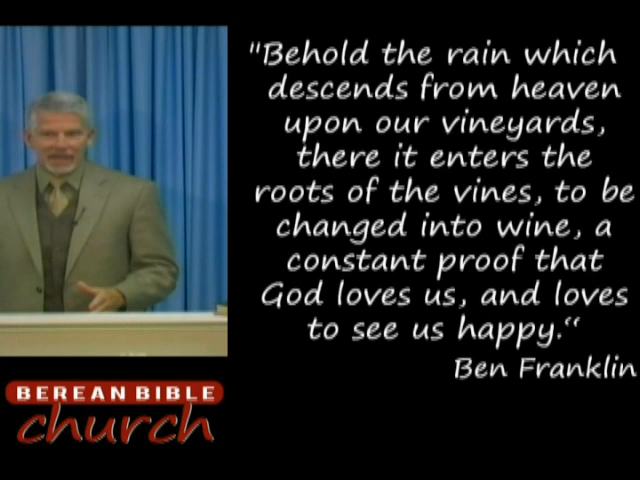 "Behold the rain which
descends from heaven
upon our vineyards,
there it enters the
roots of the vines, to be
changed into wine, a
constant proof that
God loves us, and loves
to see us happy.“
Ben Franklin
BEREAN BIBLE
church